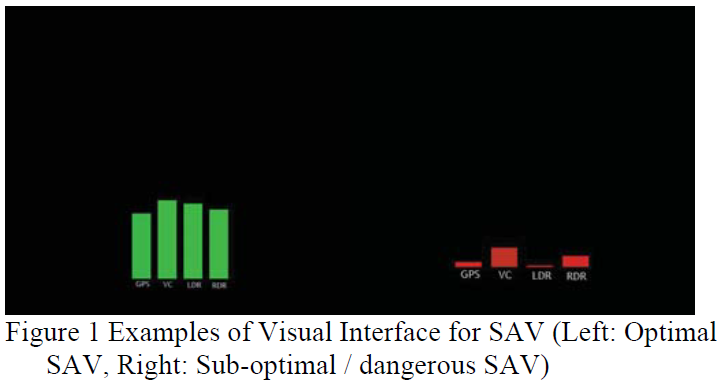 GPS VC LDR RDR
GPS VC LDR RDR
Figure 1 Examples of Visual Interface for SAV (Left: Optimal
SAV, Right: Sub-optimal / dangerous SAV)